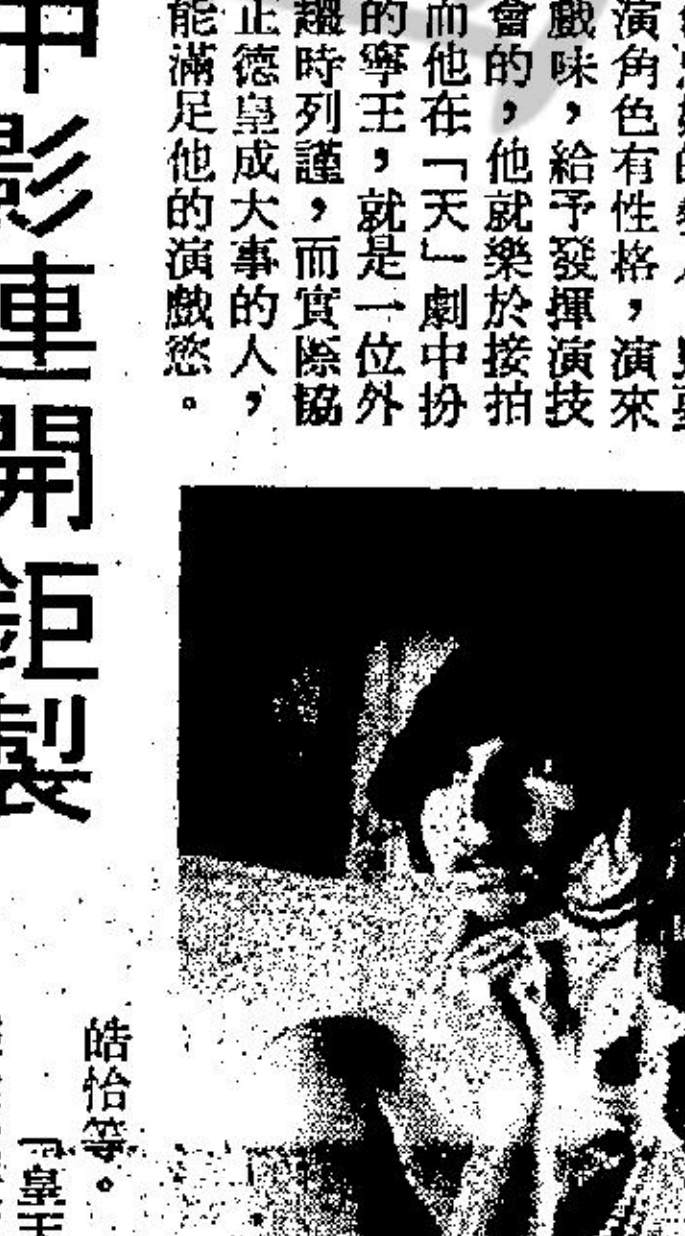 演角色有性格，演來
戲味，給予發揮演技
會的，他就樂於接拍
而他在「天」劇中扮
的寧王，就是一位外
時列謹，而實際協
正德皇成大事的人，
能滿足他的演戲慾。
中影連開鉅製
皓怡等。
「皇